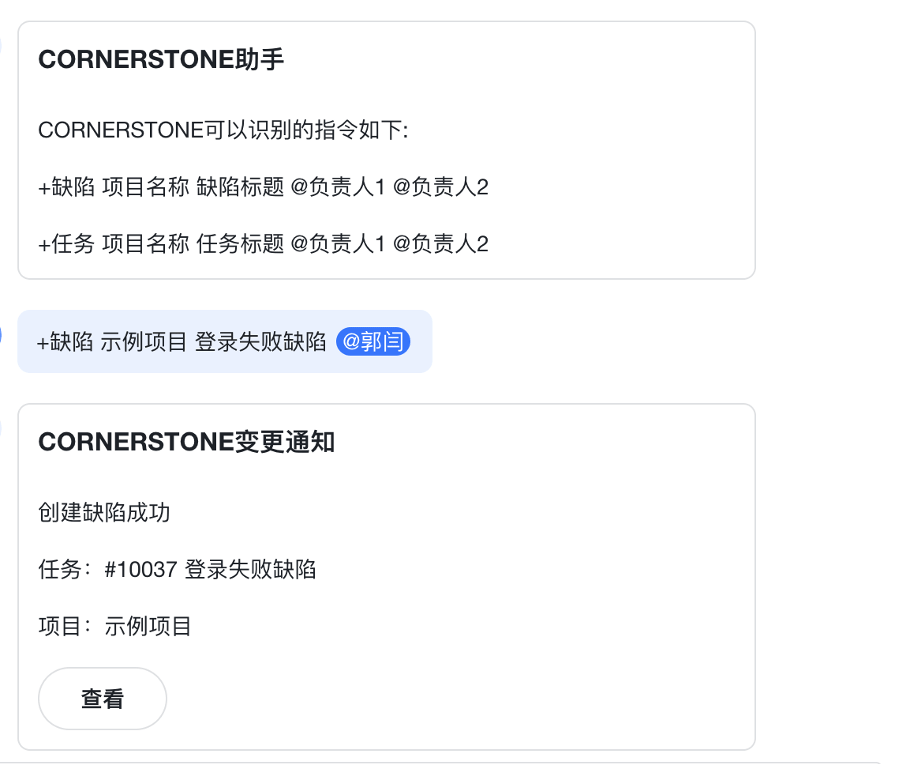 CORNERSTONE助手
CORNERSTONE可以识别的指令如下:
+缺陷 项目名称 缺陷标题 @负责人1 @负责人2
+任务 项目名称 任务标题 @负责人1 @负责人2
+缺陷 示例项目 登录失败缺陷 @郭闫
CORNERSTONE变更通知
创建缺陷成功
任务：#10037 登录失败缺陷
项目：示例项目
查看